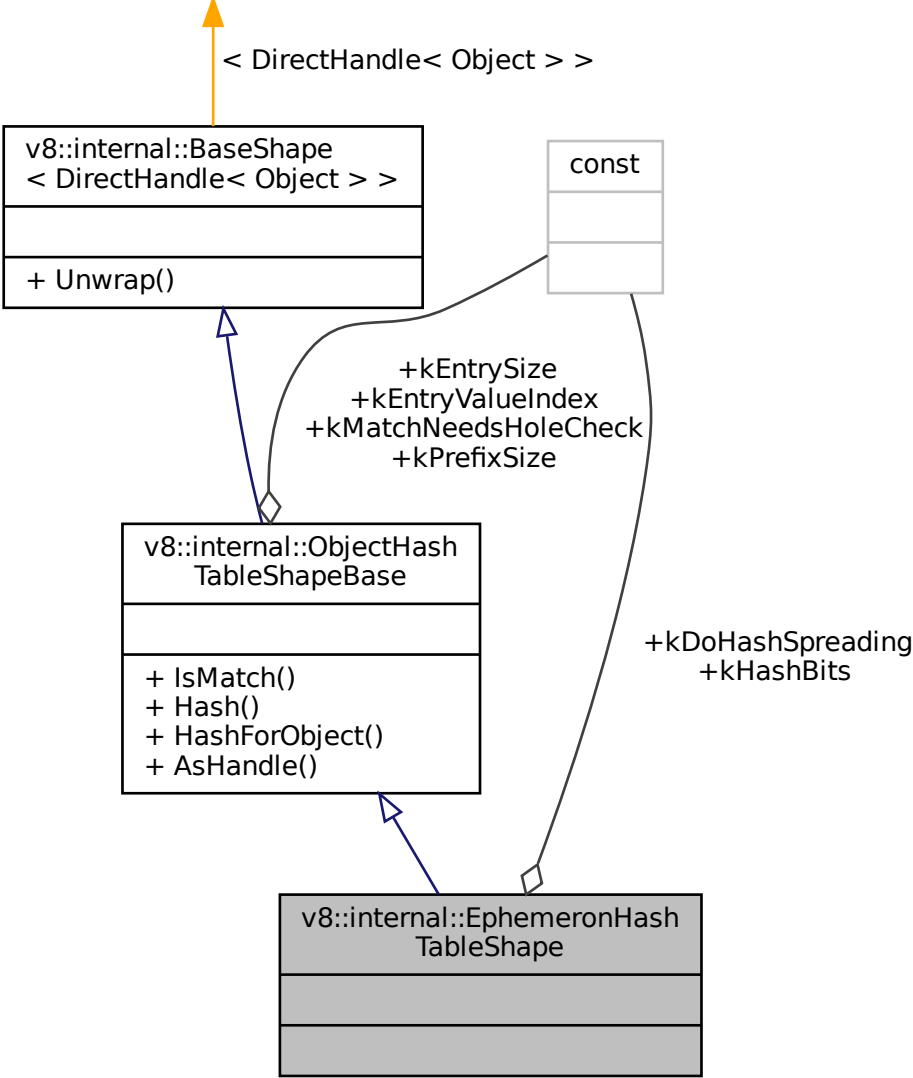 < DirectHandle< Object > >
v8::internal::BaseShape
< DirectHandle< Object > >
+ Unwrap()
const
+kEntrySize
+kEntryValueIndex
+kMatchNeedsHoleCheck
+kPrefixSize
v8::internal::ObjectHash
TableShapeBase
+ IsMatch()
+ Hash()
+ HashForObject()
+ AsHandle()
+kDoHashSpreading
+kHashBits
v8::internal::EphemeronHash
TableShape